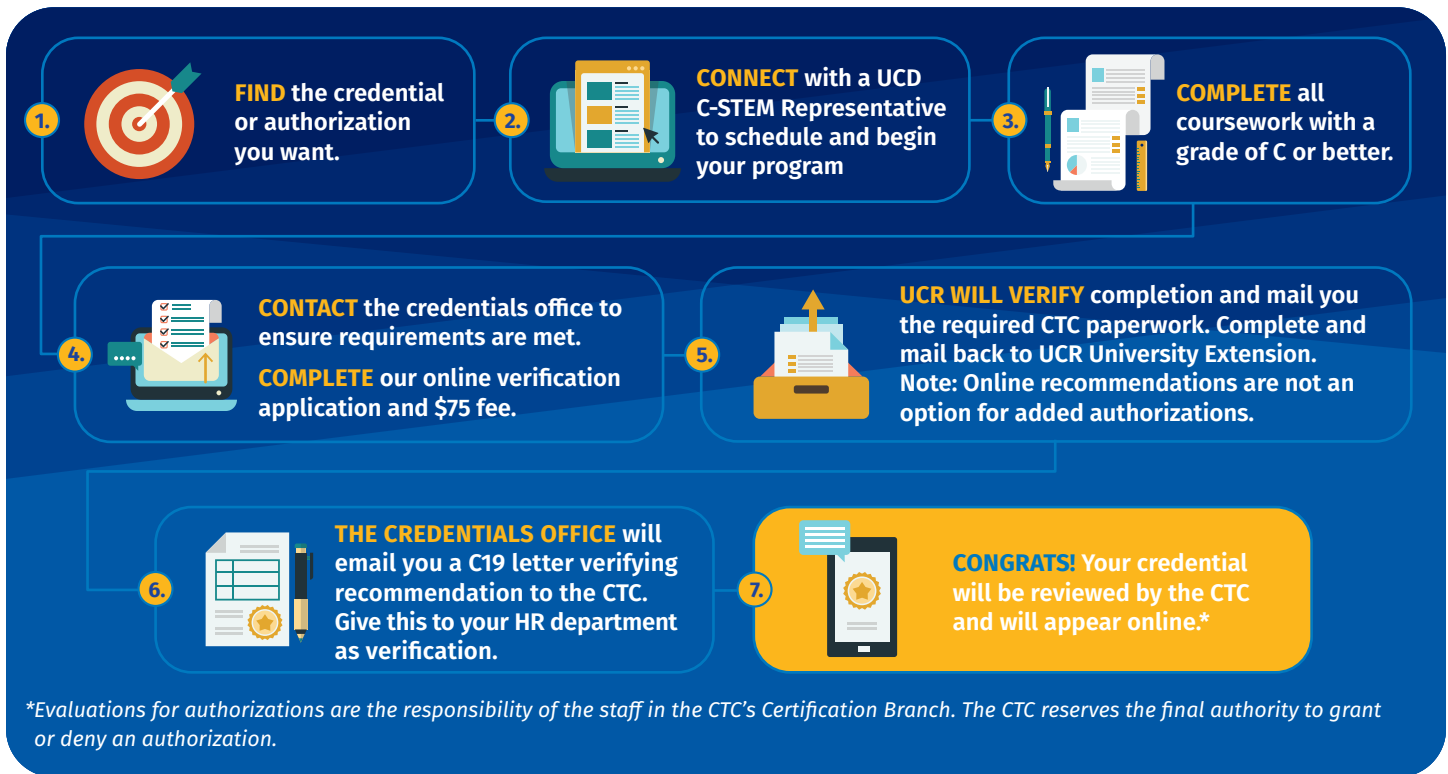 1.
FIND the credential
or authorization
you want.
2.
CONNECT with a UCD
C-STEM Representative
to schedule and begin
your program
3.
COMPLETE all
coursework with a
grade of C or better.
4.
CONTACT the credentials office to
ensure requirements are met.
COMPLETE our online verification
application and $75 fee.
5.
UCR WILL VERIFY completion and mail you
the required CTC paperwork. Complete and
mail back to UCR University Extension.
Note: Online recommendations are not an
option for added authorizations.
6.
THE CREDENTIALS OFFICE will
email you a C19 letter verifying
recommendation to the CTC.
Give this to your HR department
as verification.
7.
CONGRATS! Your credential
will be reviewed by the CTC
and will appear online.*
*Evaluations for authorizations are the responsibility of the staff in the CTC's Certification Branch. The CTC reserves the final authority to grant
or deny an authorization.